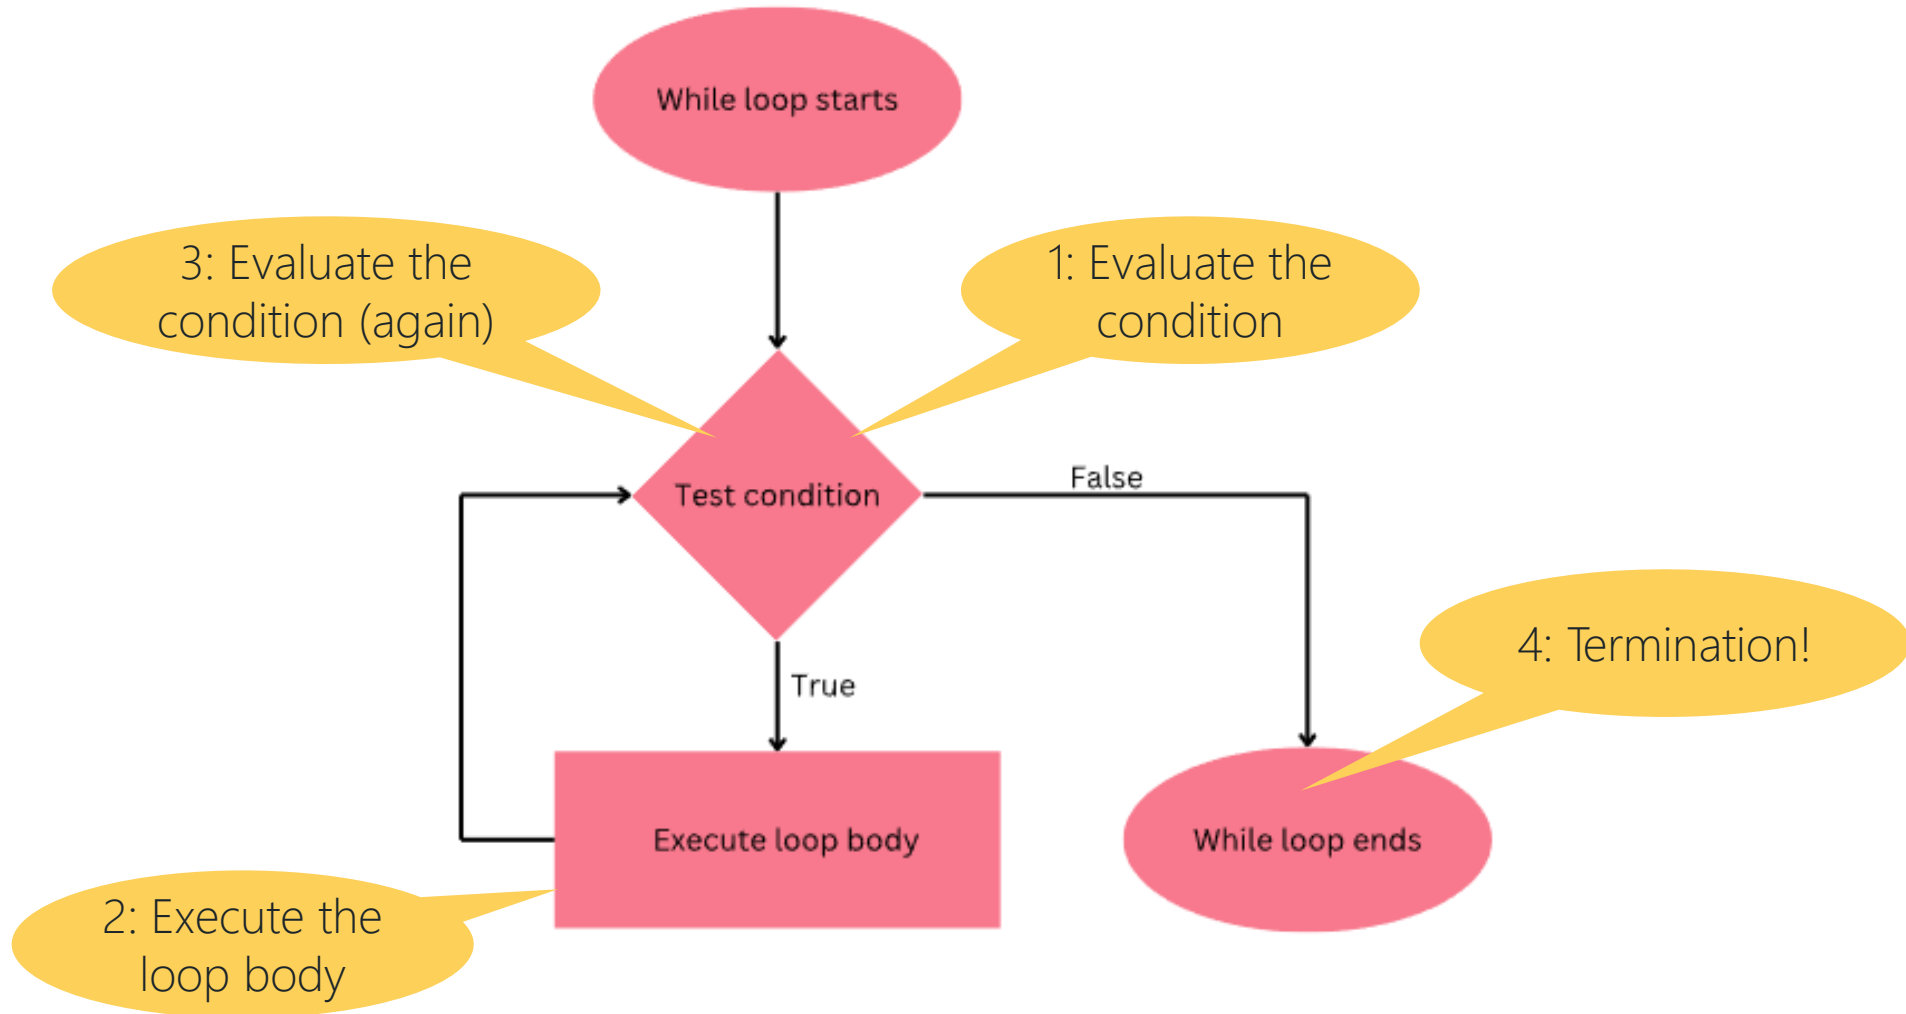 While loop starts
3: Evaluate the
condition (again)
1: Evaluate the
condition
Test condition
False
True
4: Termination!
Execute loop body
While loop ends
2: Execute the
loop body